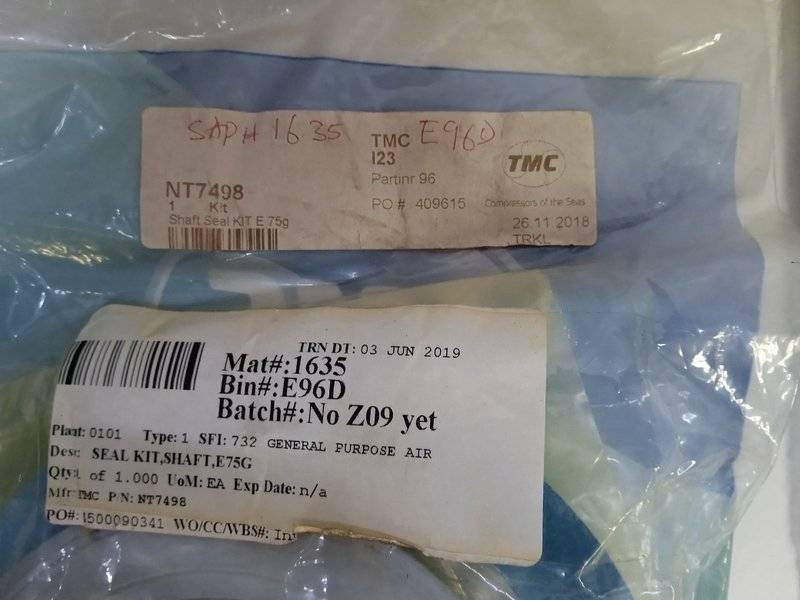 SAPH 1635
TMC E96D
I23
TMC
Partinr 96
NT7498
1 Kit
PO # 409615
Compressors of the Seas
Shaft Seal KIT E 75g
26.11 2018
TRKL
TRN DT: 03 JUN 2019
Mat#:1635
Bin#:E96D
Batch#:No Z09 yet
Plant: 0101 Type: 1 SFI: 732 GENERAL PURPOSE AIR
Desc: SEAL KIT,SHAFT,E75G
Qty:1 of 1.000 UoM: EA Exp Date: n/a
Mfr:TMC P/N: NT7498
PO#:4500090341 WO/CC/WBS#: